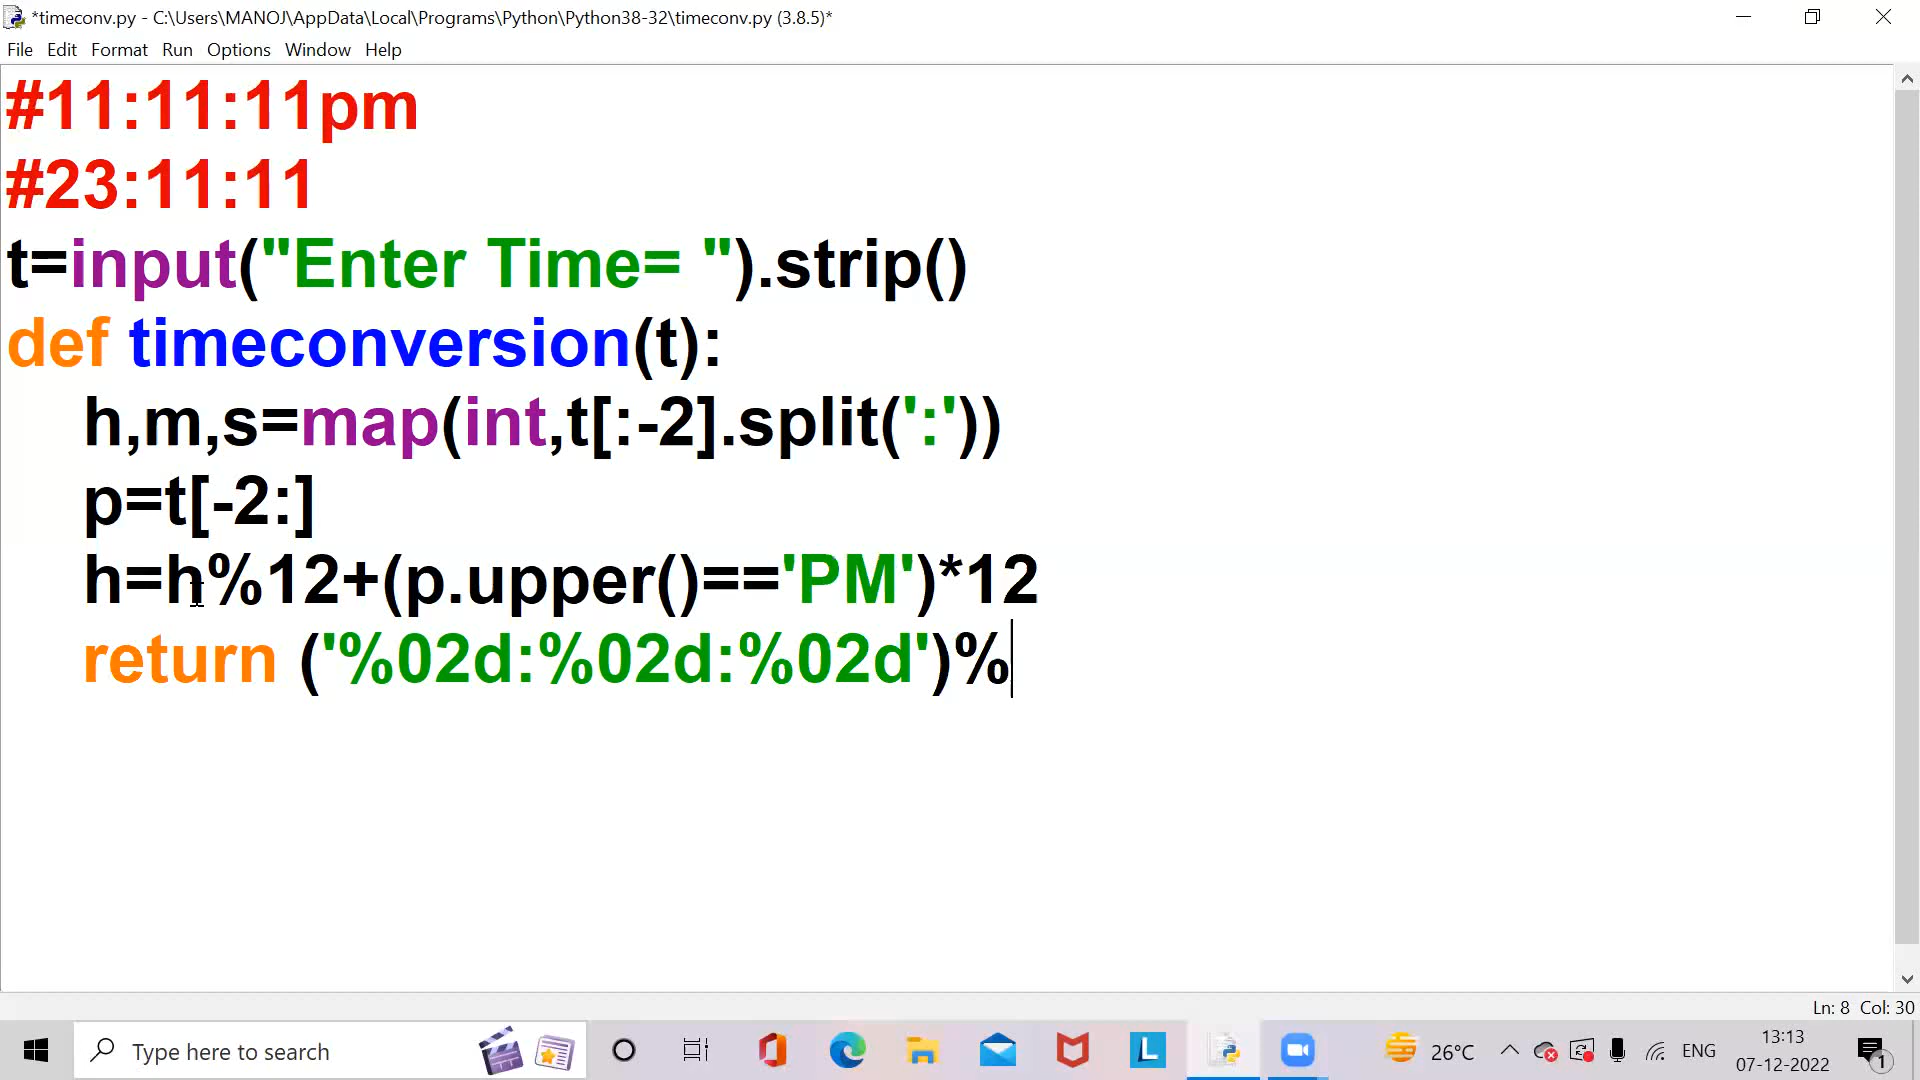 *timeconv.py - C:\Users\MANOJ\AppData\Local\Programs\Python\Python38-32\timeconv.py (3.8.5)*
File Edit Format Run Options Window Help
#11:11:11pm
#23:11:11
t=input("Enter Time= ").strip()
def timeconversion(t):
    h,m,s=map(int,t[:-2].split(':'))
    p=t[-2:]
    h=h%12+(p.upper()=='PM')*12
    return ('%02d:%02d:%02d')%
Ln: 8 Col: 30
Type here to search
L
26°C
ENG
13:13
07-12-2022
1